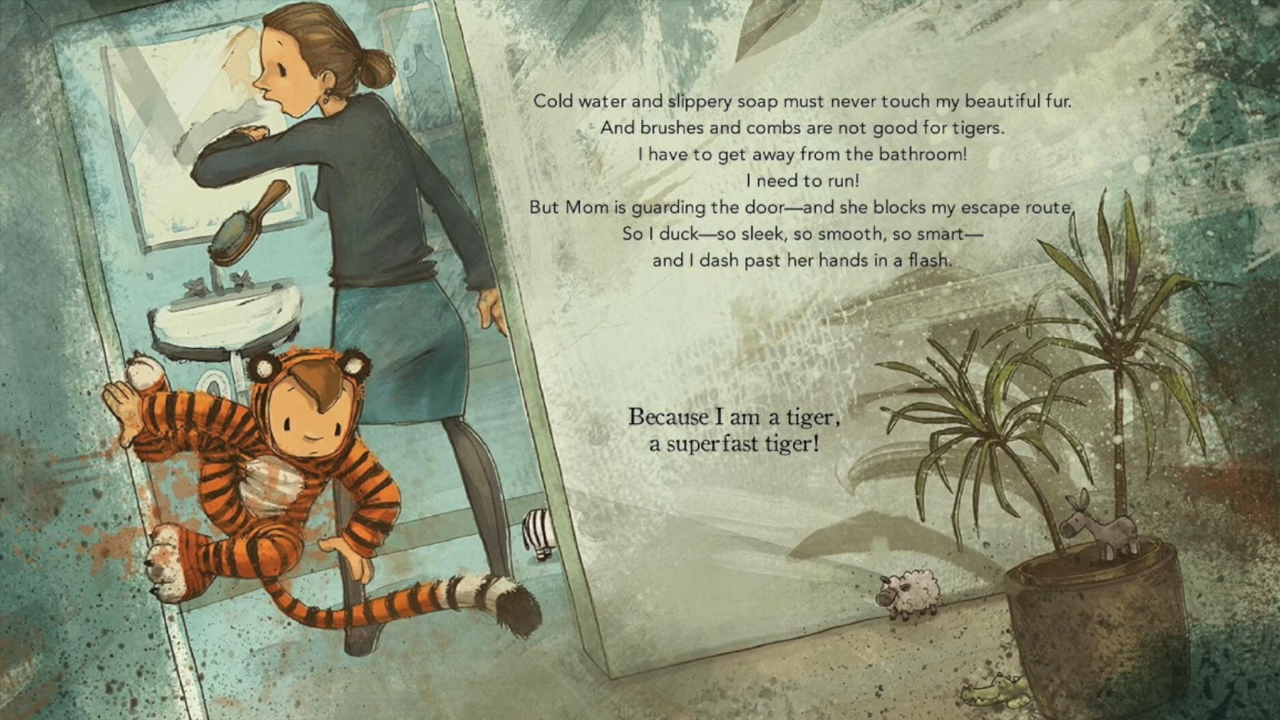 Cold water and slippery soap must never touch my beautiful fur.
And brushes and combs are not good for tigers.
I have to get away from the bathroom!
I need to run!
But Mom is guarding the door—and she blocks my escape route.
So I duck—so sleek, so smooth, so smart—
and I dash past her hands in a flash.
Because I am a tiger,
a superfast tiger!